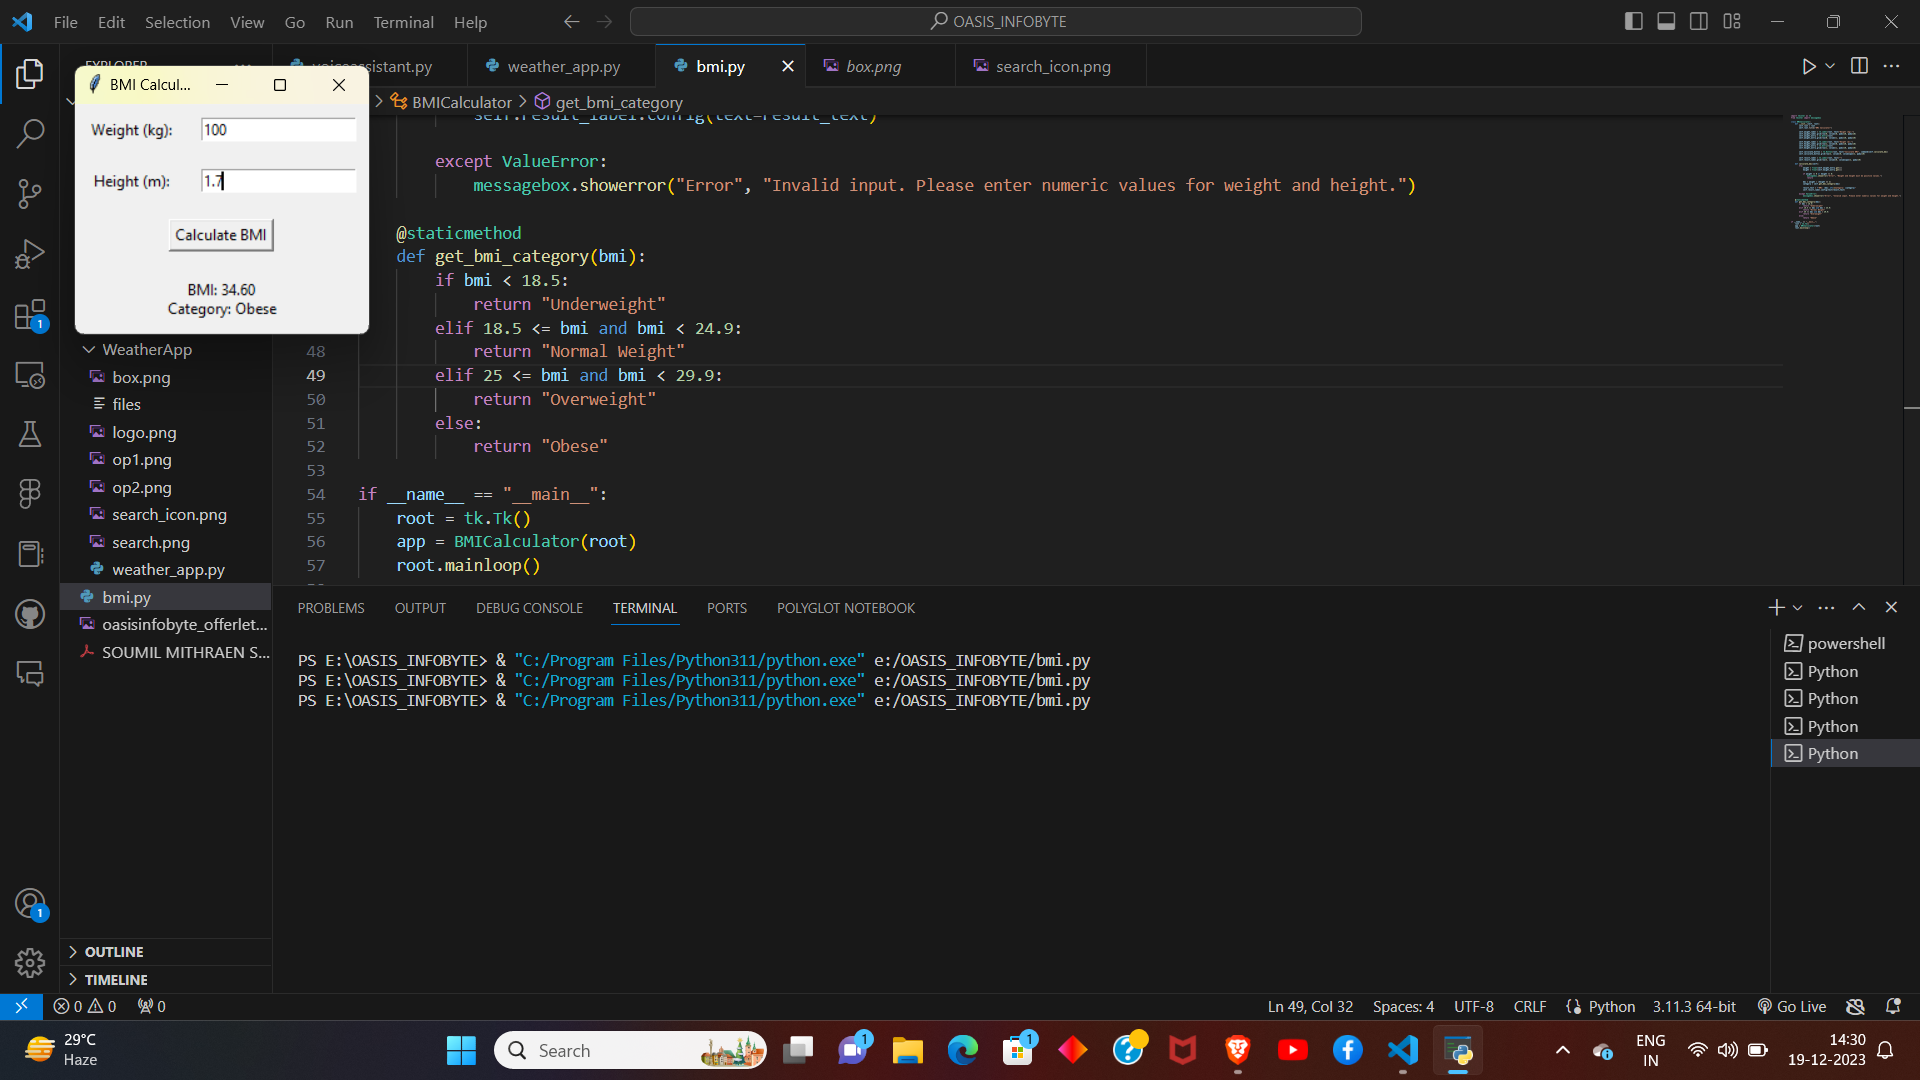 File Edit Selection View Go Run Terminal Help
OASIS_INFOBYTE
EXPLORER
voiceassistant.py
weather_app.py
bmi.py
box.png
search_icon.png
BMICalculator > get_bmi_category
BMI Calcul...
Weight (kg): 100
Height (m): 1.7
Calculate BMI
BMI: 34.60
Category: Obese
WeatherApp
box.png
files
logo.png
op1.png
op2.png
search_icon.png
search.png
weather_app.py
bmi.py
oasisinfobyte_offerlet...
SOUMIL MITHRAEN S...
OUTLINE
TIMELINE
self.result_label.config(text=result_text)
except ValueError:
messagebox.showerror("Error", "Invalid input. Please enter numeric values for weight and height.")
@staticmethod
def get_bmi_category(bmi):
if bmi < 18.5:
return "Underweight"
elif 18.5 <= bmi and bmi < 24.9:
48 return "Normal Weight"
49 elif 25 <= bmi and bmi < 29.9:
50 return "Overweight"
51 else:
52 return "Obese"
53
54 if __name__ == "__main__":
55 root = tk.Tk()
56 app = BMICalculator(root)
57 root.mainloop()
PROBLEMS OUTPUT DEBUG CONSOLE TERMINAL PORTS POLYGLOT NOTEBOOK
PS E:\OASIS_INFOBYTE> & "C:/Program Files/Python311/python.exe" e:/OASIS_INFOBYTE/bmi.py
PS E:\OASIS_INFOBYTE> & "C:/Program Files/Python311/python.exe" e:/OASIS_INFOBYTE/bmi.py
PS E:\OASIS_INFOBYTE> & "C:/Program Files/Python311/python.exe" e:/OASIS_INFOBYTE/bmi.py
powershell
Python
Python
Python
Python
1
1
0 0 0
Ln 49, Col 32 Spaces: 4 UTF-8 CRLF Python 3.11.3 64-bit Go Live
29°C
Haze
Search
1
1
ENG
IN
14:30
19-12-2023